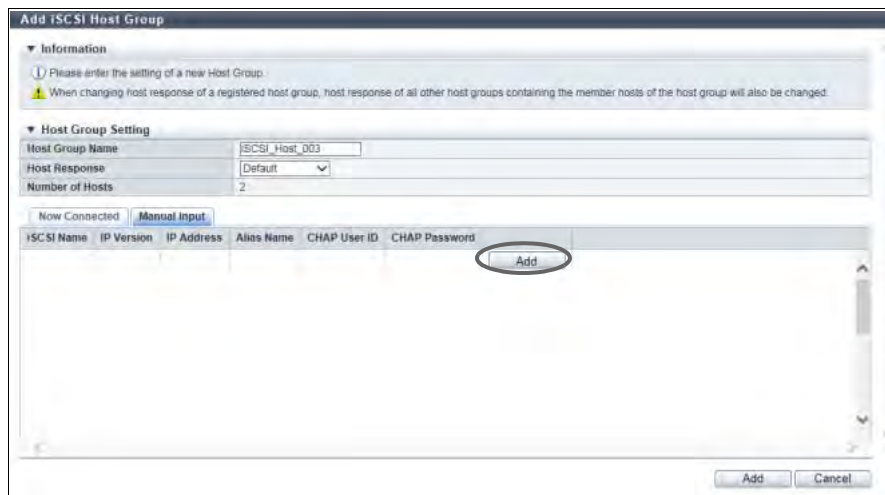 Add iSCSI Host Group
Information
Please enter the setting of a new Host Group.
When changing host response of a registered host group, host response of all other host groups containing the member hosts of the host group will also be changed.
Host Group Setting
Host Group Name iSCSI_Host_003
Host Response Default
Number of Hosts 2
Now Connected Manual Input
iSCSI Name IP Version IP Address Alias Name CHAP User ID CHAP Password
Add
Add Cancel